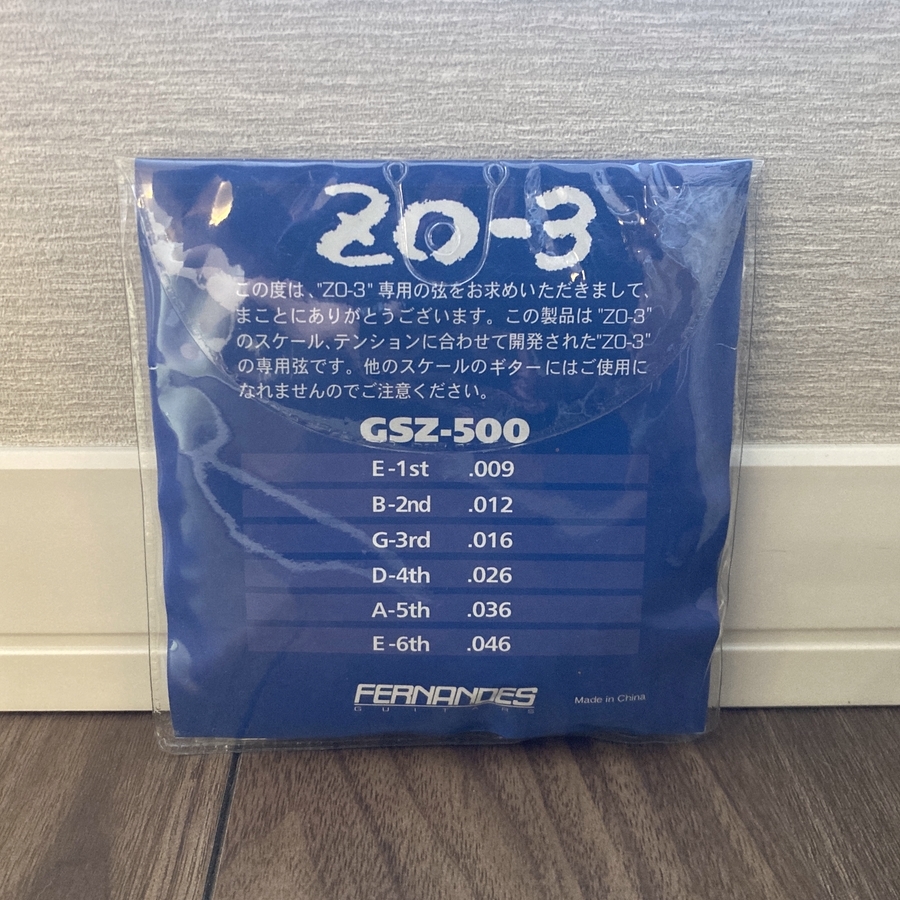 ZO-3
この度は、"ZO-3" 専用の弦をお求めいただきまして、
まことにありがとうございます。この製品は "ZO-3"
のスケール、テンションに合わせて開発された"ZO-3"
の専用弦です。他のスケールのギターにはご使用に
なれませんのでご注意ください。
GSZ-500
E-1st .009
B-2nd .012
G-3rd .016
D-4th .026
A-5th .036
E-6th .046
FERNANDES
GUITARS
Made in China